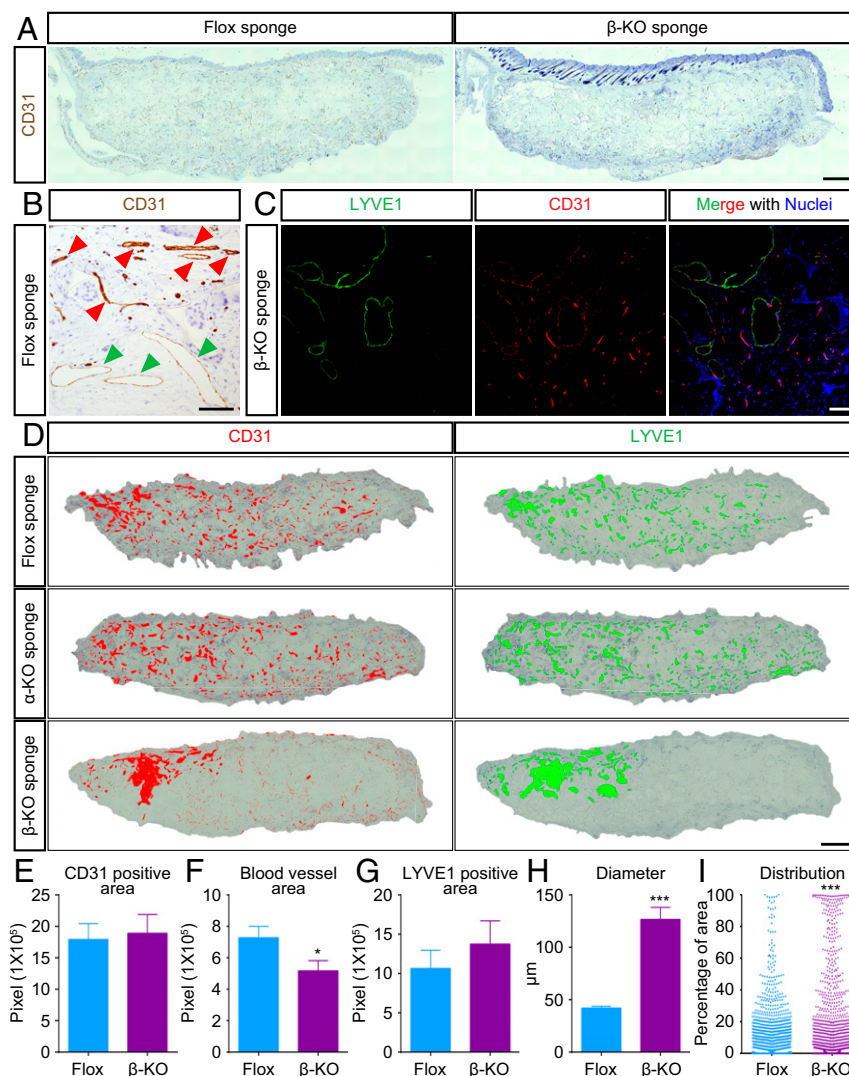 A
Flox sponge
β-KO sponge
CD31
B
CD31
Flox sponge
C
LYVE1
CD31
Merge with Nuclei
β-KO sponge
D
CD31
LYVE1
Flox sponge
α-KO sponge
β-KO sponge
E
CD31 positive
area
Pixel (1X10⁵)
25
20
15
10
5
0
Flox
β-KO
F
Blood vessel
area
Pixel (1X10⁵)
10
8
6
4
2
0
*
Flox
β-KO
G
LYVE1 positive
area
Pixel (1X10⁵)
20
15
10
5
0
Flox
β-KO
H
Diameter
μm
150
100
50
0
***
Flox
β-KO
I
Distribution
***
Percentage of area
100
80
60
40
20
0
Flox
β-KO